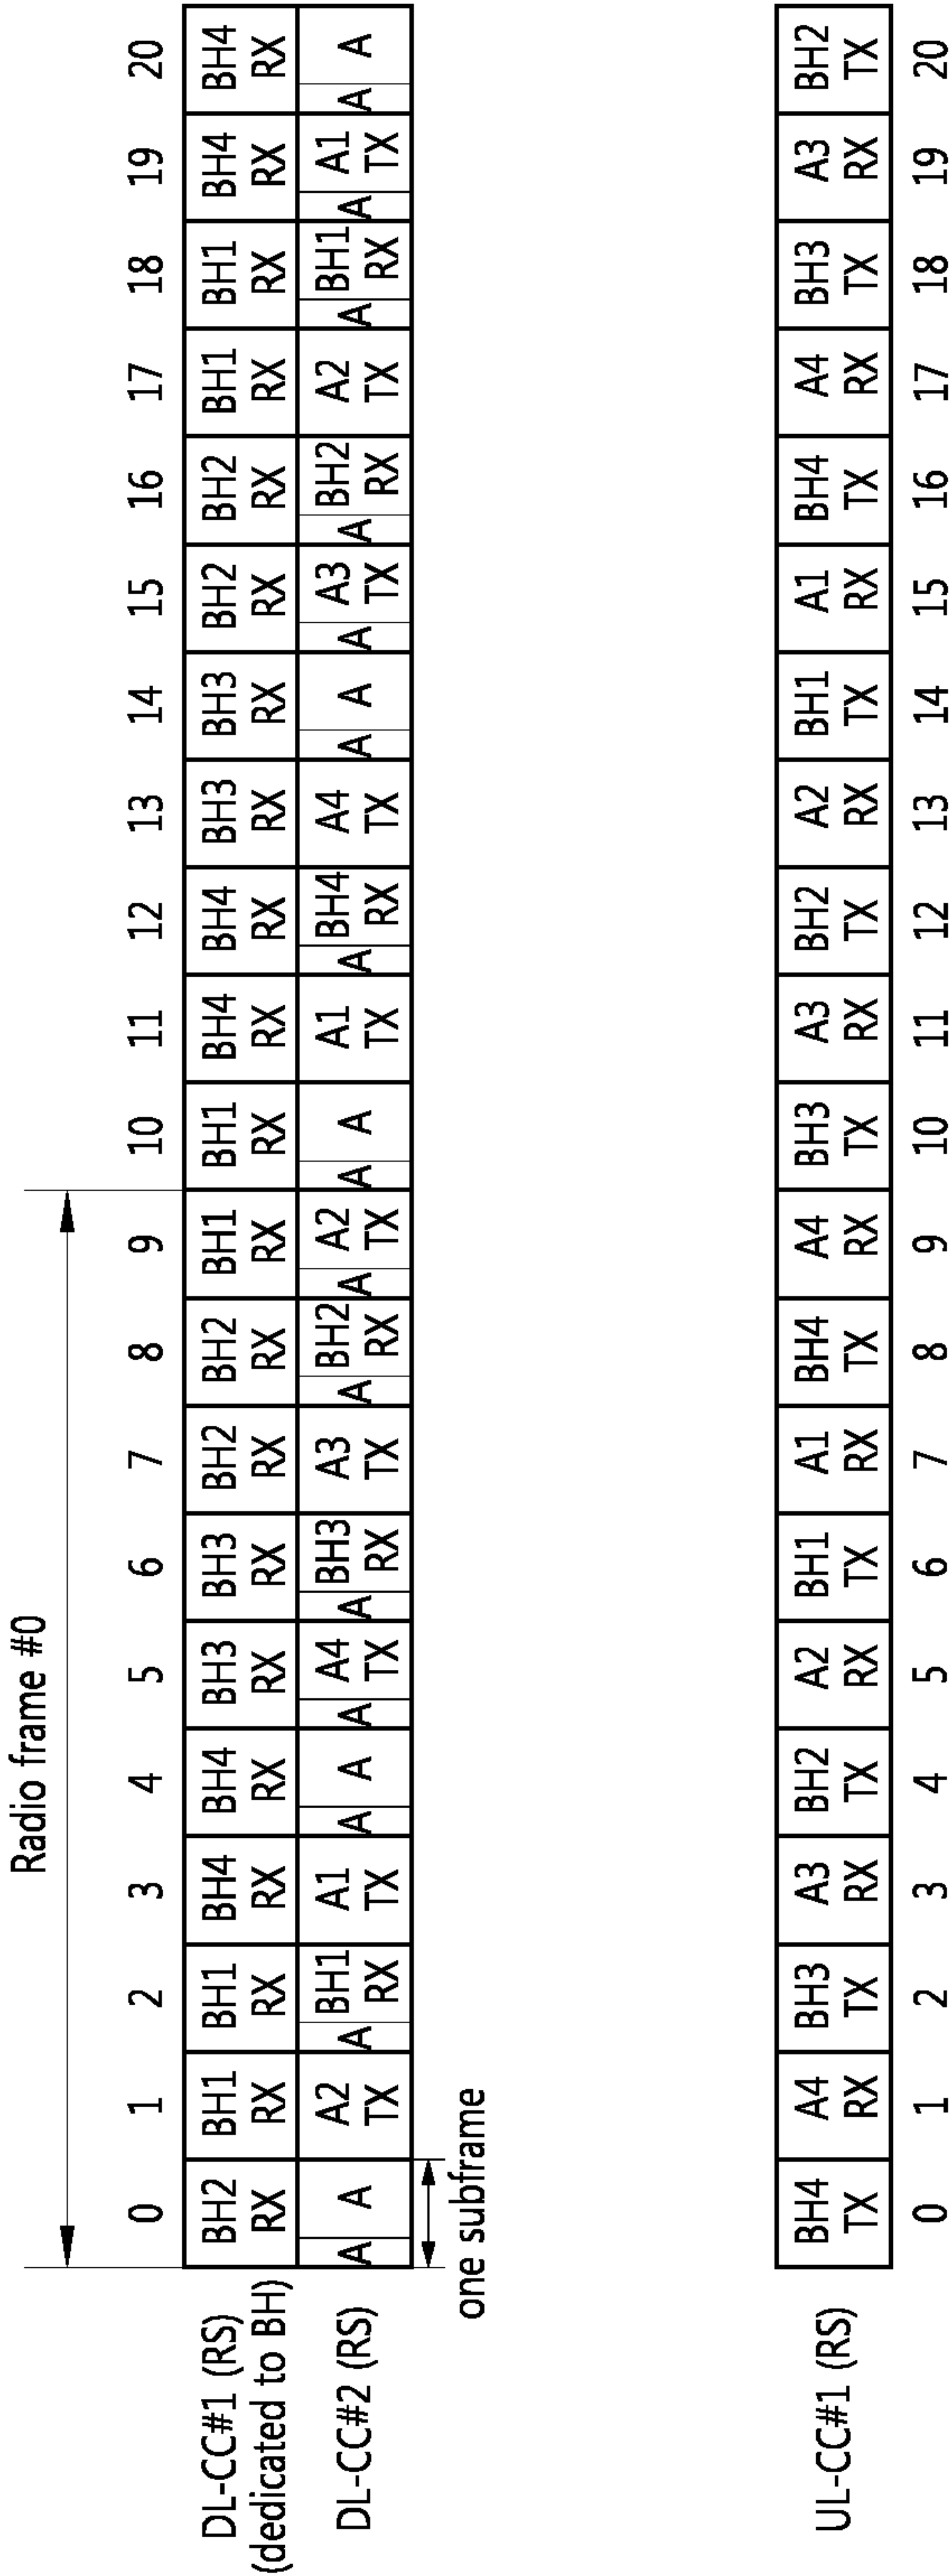 Radio frame #0
0 1 2 3 4 5 6 7 8 9 10 11 12 13 14 15 16 17 18 19 20
DL-CC#1 (RS)
(dedicated to BH)
BH2 BH1 BH1 BH4 BH4 BH3 BH3 BH2 BH2 BH1 BH1 BH4 BH4 BH3 BH3 BH2 BH2 BH1 BH1 BH4 BH4
RX RX RX RX RX RX RX RX RX RX RX RX RX RX RX RX RX RX RX RX RX
DL-CC#2 (RS)
A A A2 A BH1 A1 A A A A4 A BH3 A3 A BH2 A A2 A A A1 A BH4 A4 A A A A3 A BH2 A2 A BH1 A A1 A A
TX RX TX TX RX TX RX TX TX RX TX TX RX TX RX TX
one subframe
UL-CC#1 (RS)
BH4 A4 BH3 A3 BH2 A2 BH1 A1 BH4 A4 BH3 A3 BH2 A2 BH1 A1 BH4 A4 BH3 A3 BH2
TX RX TX RX TX RX TX RX TX RX TX RX TX RX TX RX TX RX TX RX TX
0 1 2 3 4 5 6 7 8 9 10 11 12 13 14 15 16 17 18 19 20